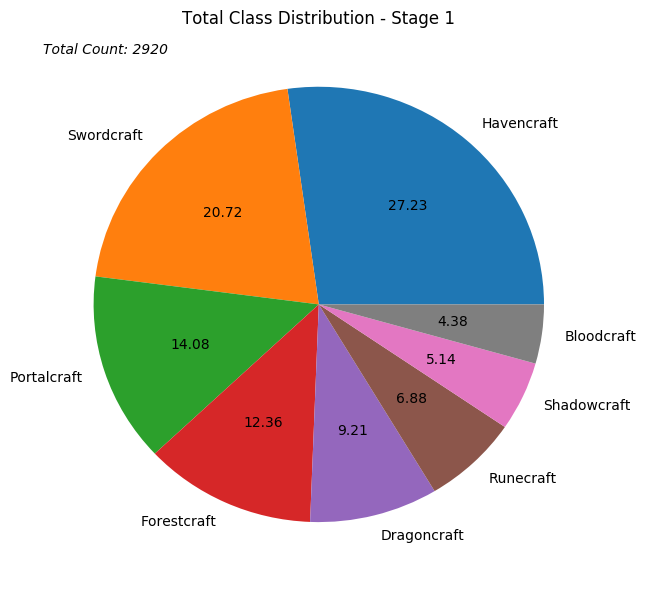 Total Class Distribution - Stage 1
Total Count: 2920
Havencraft
Swordcraft
27.23
20.72
Bloodcraft
4.38
14.08
Portalcraft
5.14
Shadowcraft
6.88
12.36
9.21
Runecraft
Forestcraft
Dragoncraft